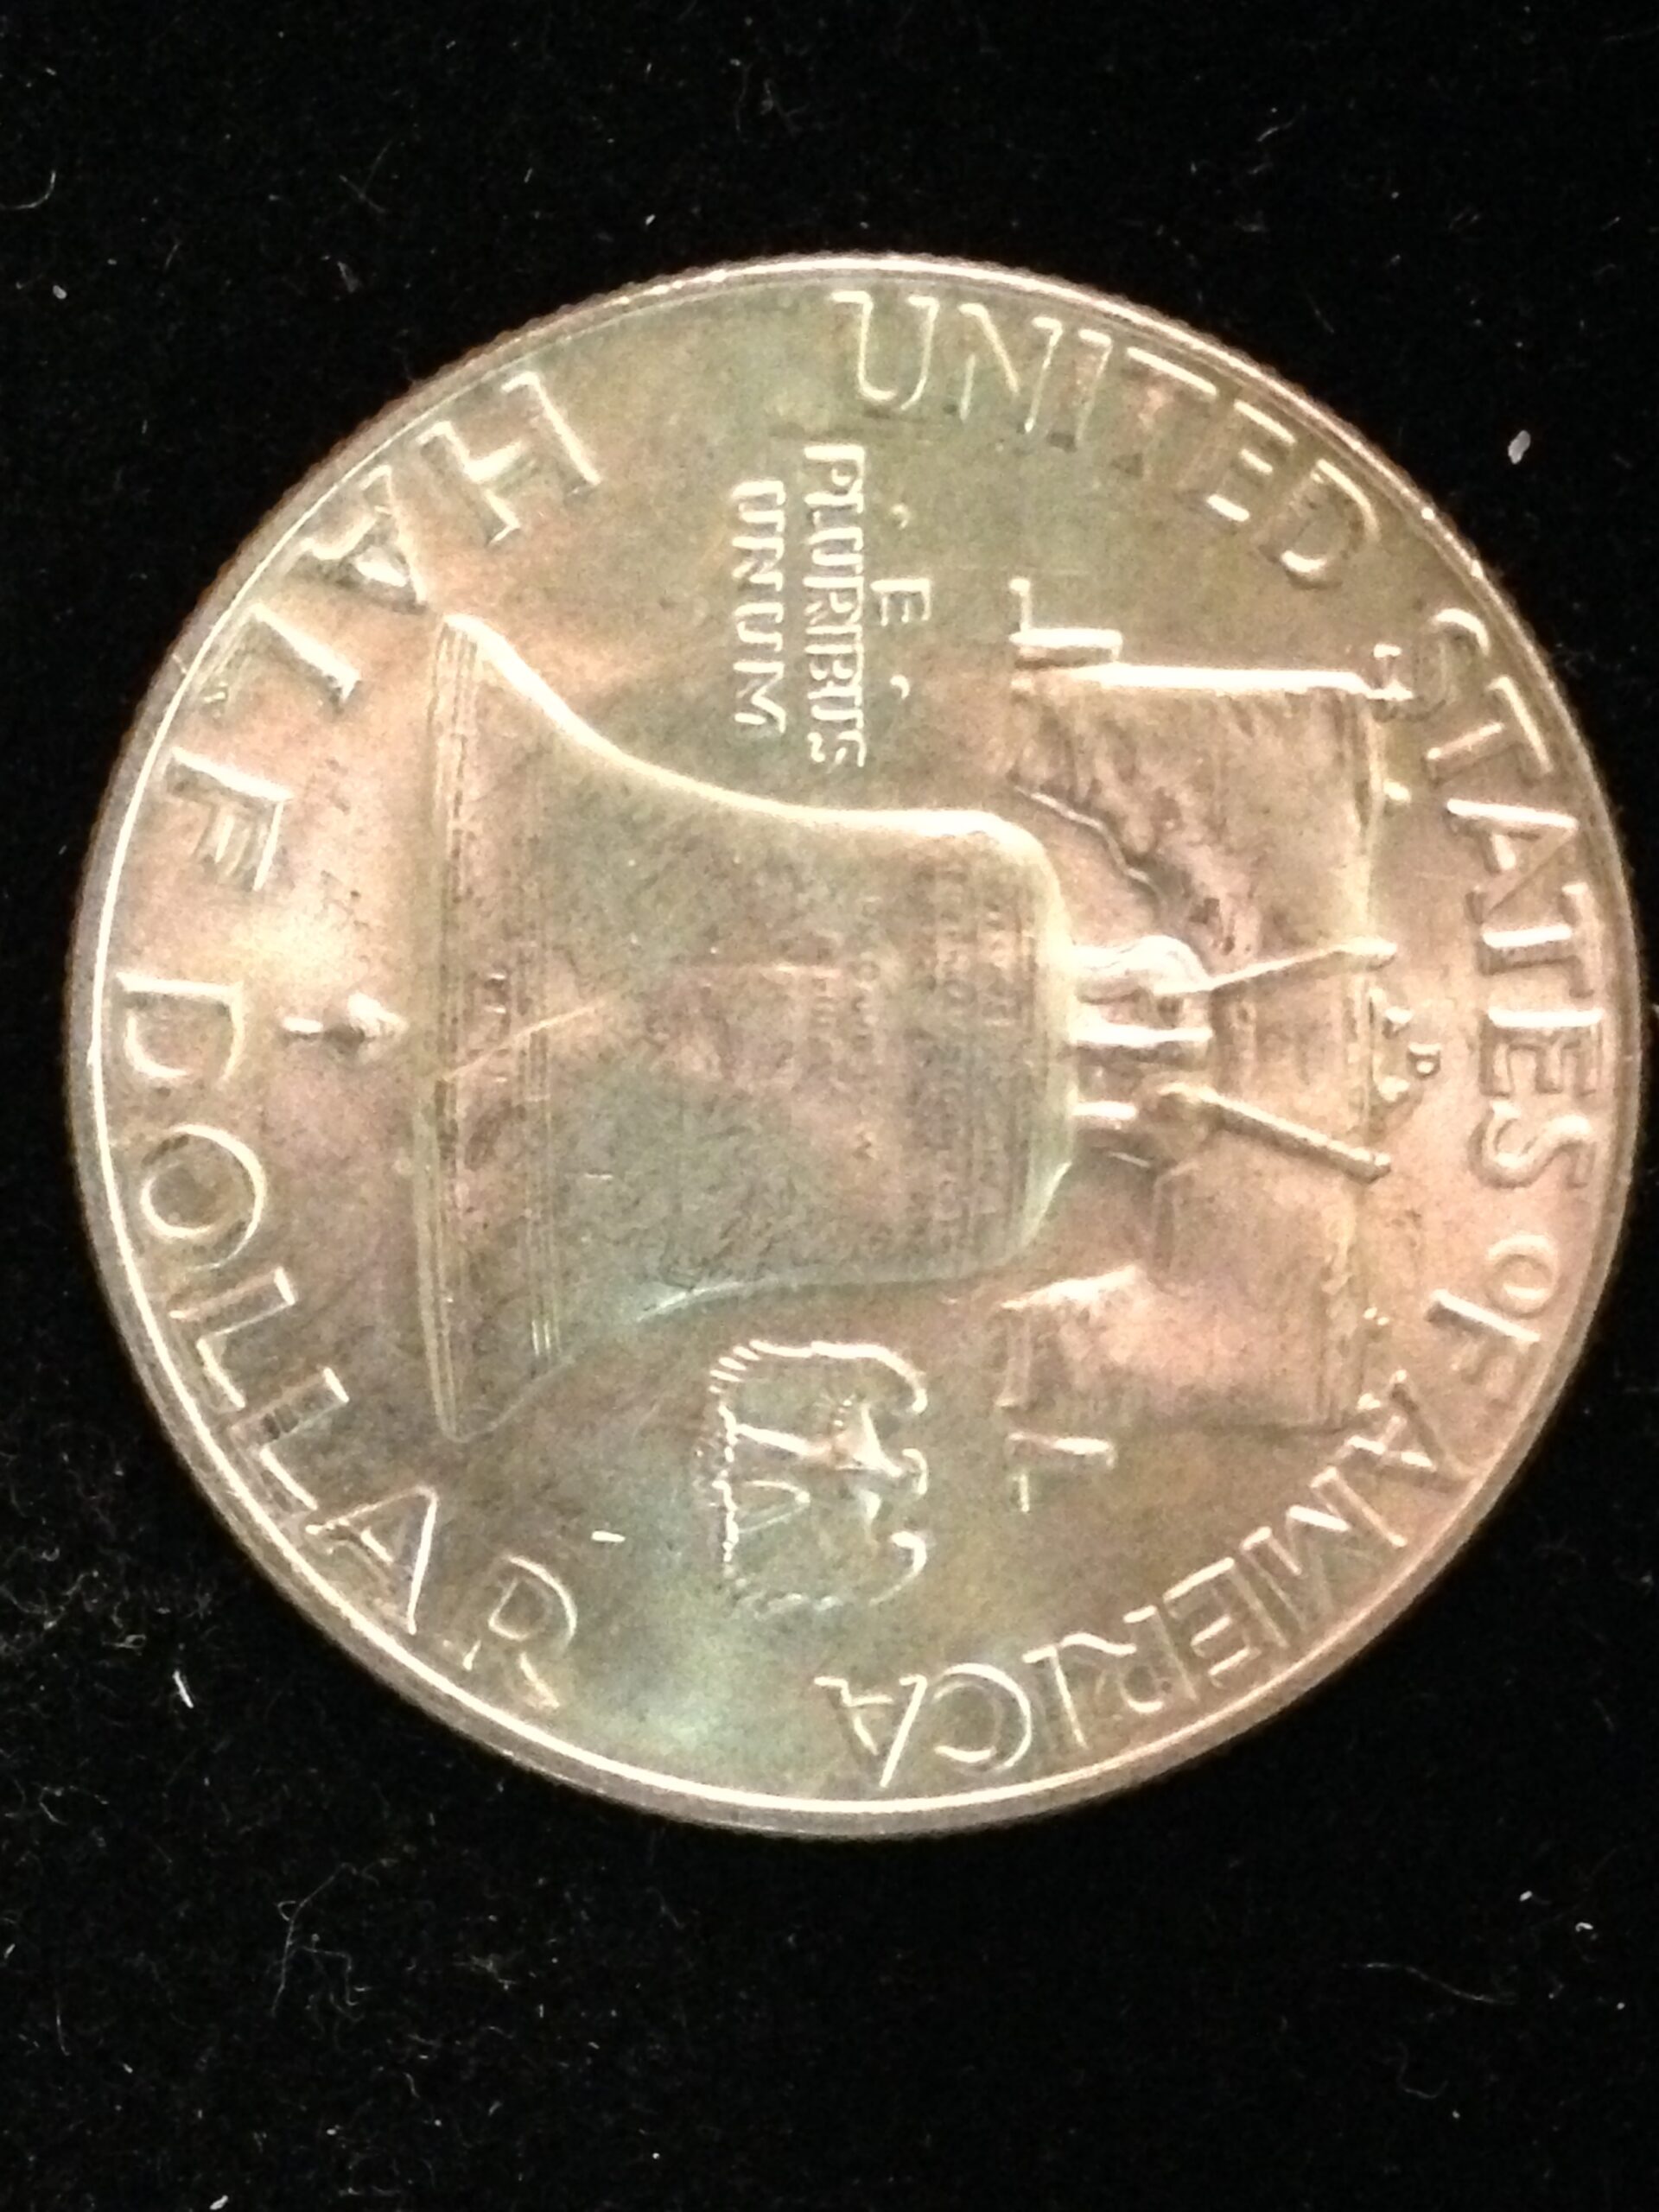 UNITED STATES OF AMERICA
D
· E ·
PLURIBUS
UNUM
HALF DOLLAR